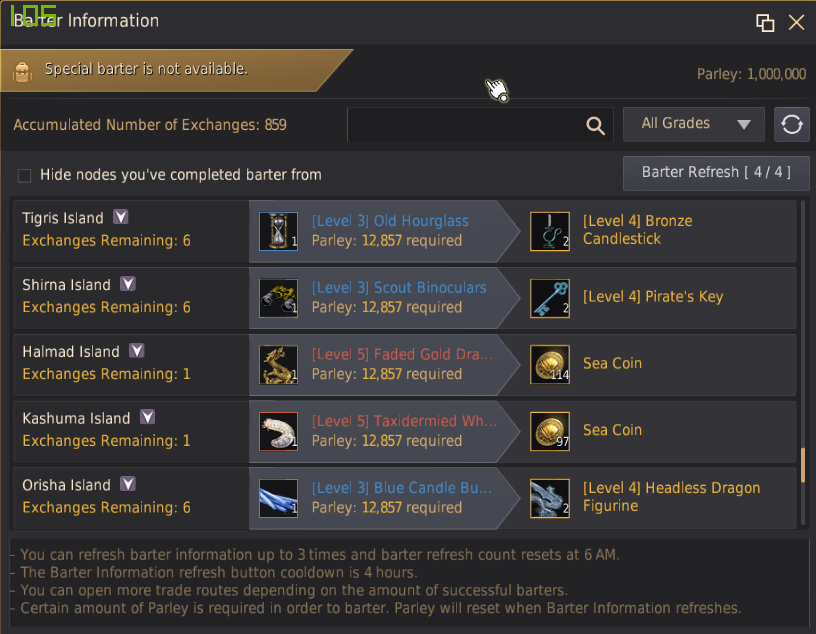 LOS
Barter Information
Special barter is not available.
Parley: 1,000,000
Accumulated Number of Exchanges: 859
All Grades
Hide nodes you've completed barter from
Barter Refresh [ 4 / 4 ]
Tigris Island
Exchanges Remaining: 6
1
[Level 3] Old Hourglass
Parley: 12,857 required
2
[Level 4] Bronze
Candlestick
Shirna Island
Exchanges Remaining: 6
1
[Level 3] Scout Binoculars
Parley: 12,857 required
2
[Level 4] Pirate's Key
Halmad Island
Exchanges Remaining: 1
1
[Level 5] Faded Gold Dra...
Parley: 12,857 required
114
Sea Coin
Kashuma Island
Exchanges Remaining: 1
1
[Level 5] Taxidermied Wh...
Parley: 12,857 required
97
Sea Coin
Orisha Island
Exchanges Remaining: 6
1
[Level 3] Blue Candle Bu...
Parley: 12,857 required
2
[Level 4] Headless Dragon
Figurine
– You can refresh barter information up to 3 times and barter refresh count resets at 6 AM.
– The Barter Information refresh button cooldown is 4 hours.
– You can open more trade routes depending on the amount of successful barters.
– Certain amount of Parley is required in order to barter. Parley will reset when Barter Information refreshes.